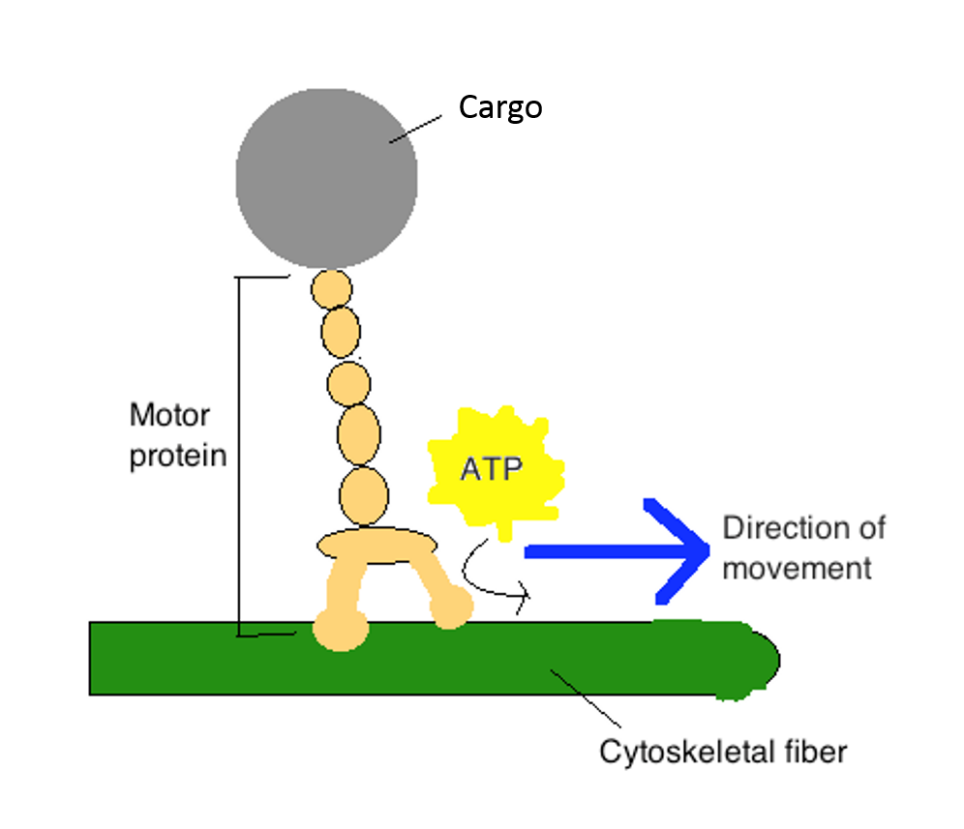 Cargo
Motor
protein
ATP
Direction of
movement
Cytoskeletal fiber